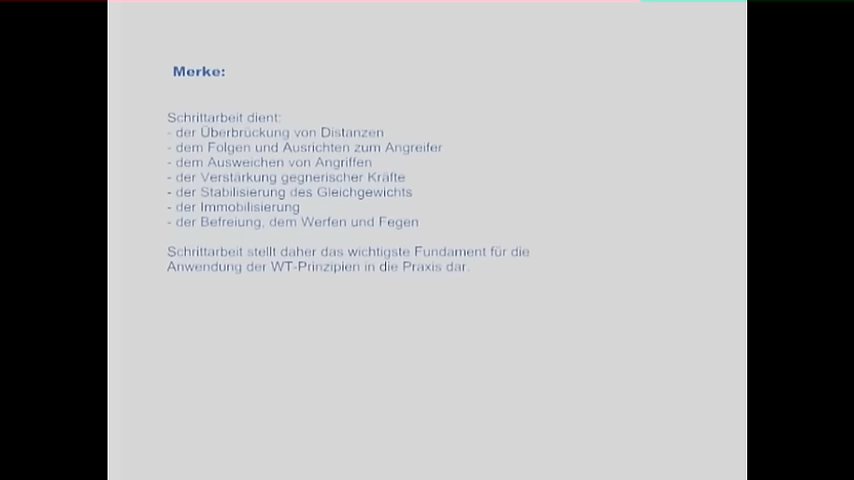 Merke:
Schrittarbeit dient:
- der Überbrückung von Distanzen
- dem Folgen und Ausrichten zum Angreifer
- dem Ausweichen von Angriffen
- der Verstärkung gegnerischer Kräfte
- der Stabilisierung des Gleichgewichts
- der Immobilisierung
- der Befreiung, dem Werfen und Fegen
Schrittarbeit stellt daher das wichtigste Fundament für die
Anwendung der WT-Prinzipien in die Praxis dar.